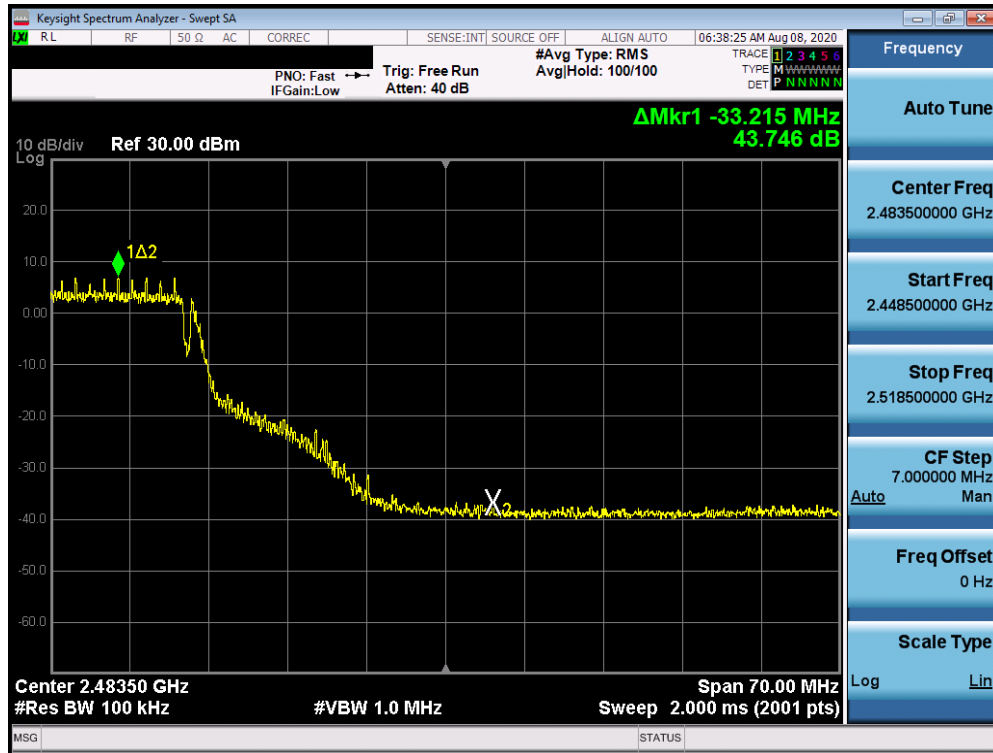 Keysight Spectrum Analyzer - Swept SA
LXI RL RF 50 Ω AC CORREC SENSE:INT SOURCE OFF ALIGN AUTO 06:38:25 AM Aug 08, 2020
PNO: Fast
IFGain:Low
Trig: Free Run
Atten: 40 dB
#Avg Type: RMS
Avg|Hold: 100/100
TRACE 1 2 3 4 5 6
TYPE M W W W W W
DET P N N N N N
ΔMkr1 -33.215 MHz
43.746 dB
10 dB/div Ref 30.00 dBm
Log
20.0
10.0
0.00
-10.0
-20.0
-30.0
-40.0
-50.0
-60.0
1Δ2
X2
Center 2.48350 GHz Span 70.00 MHz
#Res BW 100 kHz #VBW 1.0 MHz Sweep 2.000 ms (2001 pts)
MSG STATUS
Frequency
Auto Tune
Center Freq
2.483500000 GHz
Start Freq
2.448500000 GHz
Stop Freq
2.518500000 GHz
CF Step
7.000000 MHz
Auto Man
Freq Offset
0 Hz
Scale Type
Log Lin